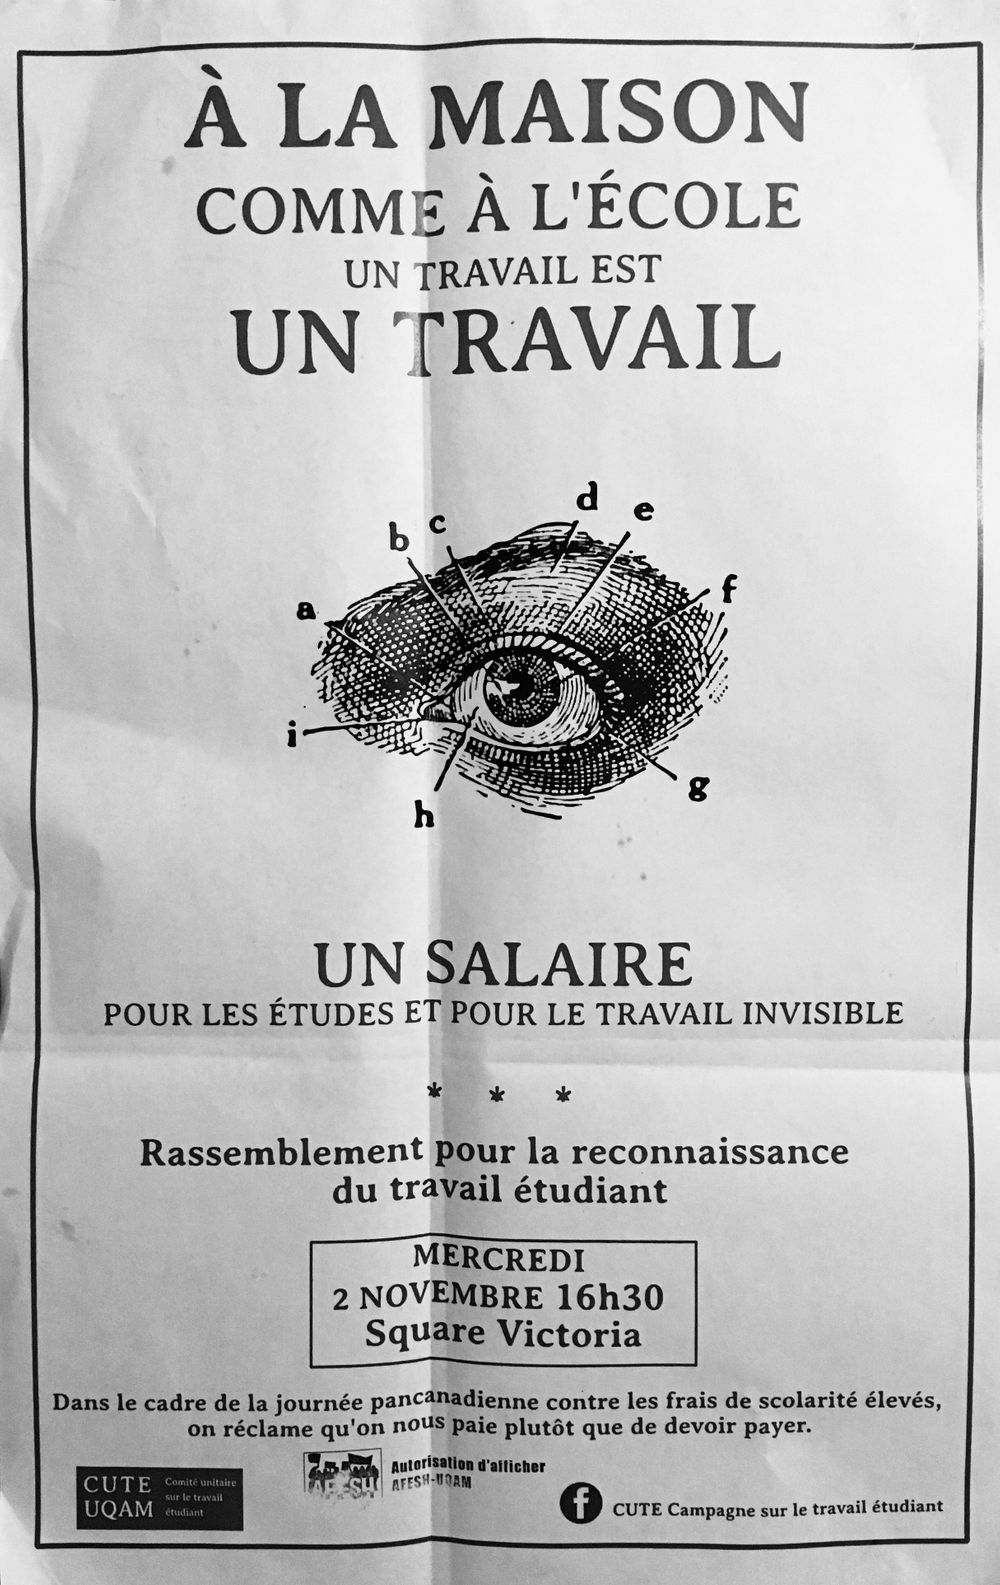 À LA MAISON
COMME À L'ÉCOLE
UN TRAVAIL EST
UN TRAVAIL
d
e
c
b
f
a
i
g
h
UN SALAIRE
POUR LES ÉTUDES ET POUR LE TRAVAIL INVISIBLE
* * *
Rassemblement pour la reconnaissance
du travail étudiant
MERCREDI
2 NOVEMBRE 16h30
Square Victoria
Dans le cadre de la journée pancanadienne contre les frais de scolarité élevés,
on réclame qu'on nous paie plutôt que de devoir payer.
CUTE
UQAM
Comité unitaire
sur le travail
étudiant
AFESH
Autorisation d'afficher
AFESH-UQAM
f
CUTE Campagne sur le travail étudiant